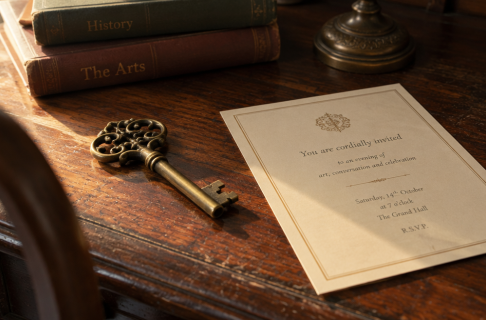 History
The Arts
You are cordially invited
to an evening of
art, conversation and celebration
Saturday, 14th October
at 7 o'clock
The Grand Hall
R.S.V.P.